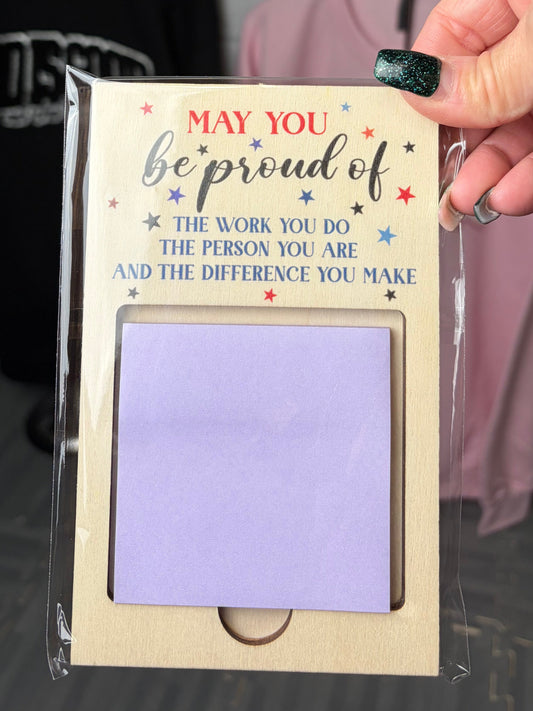 MAY YOU
be proud of
THE WORK YOU DO
THE PERSON YOU ARE
AND THE DIFFERENCE YOU MAKE